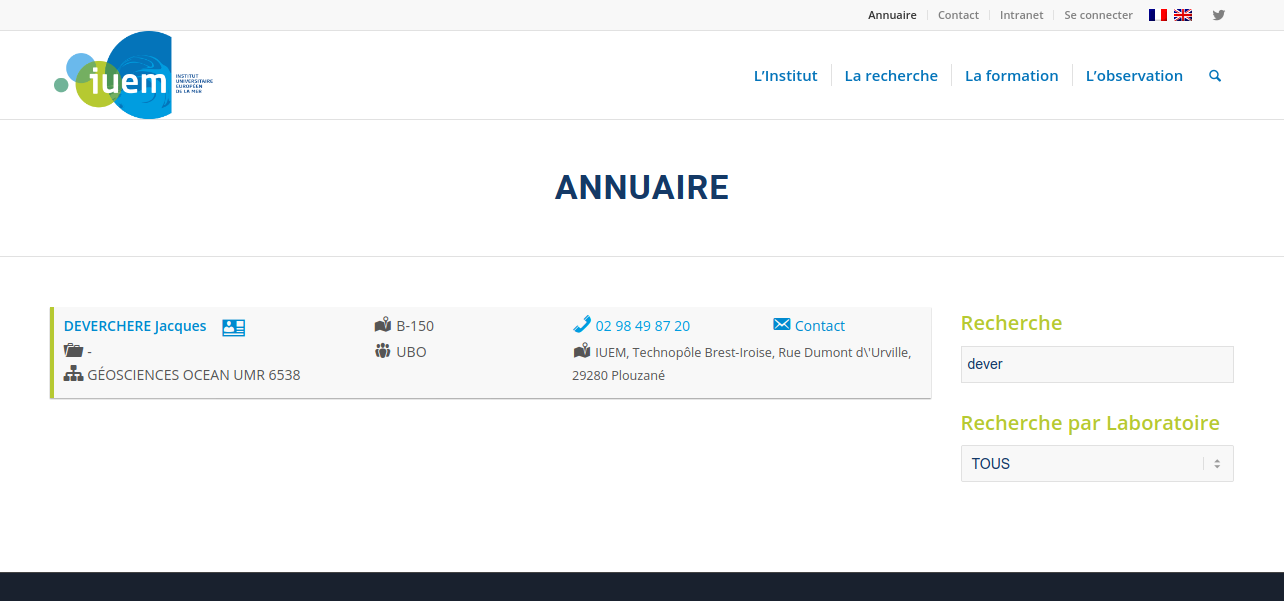 Annuaire
Contact
Intranet
Se connecter
iuem
INSTITUT
UNIVERSITAIRE
EUROPÉEN
DE LA MER
L'Institut
La recherche
La formation
L'observation
ANNUAIRE
DEVERCHERE Jacques
B-150
02 98 49 87 20
Contact
-
UBO
IUEM, Technopôle Brest-Iroise, Rue Dumont d\'Urville,
29280 Plouzané
GÉOSCIENCES OCEAN UMR 6538
Recherche
dever
Recherche par Laboratoire
TOUS